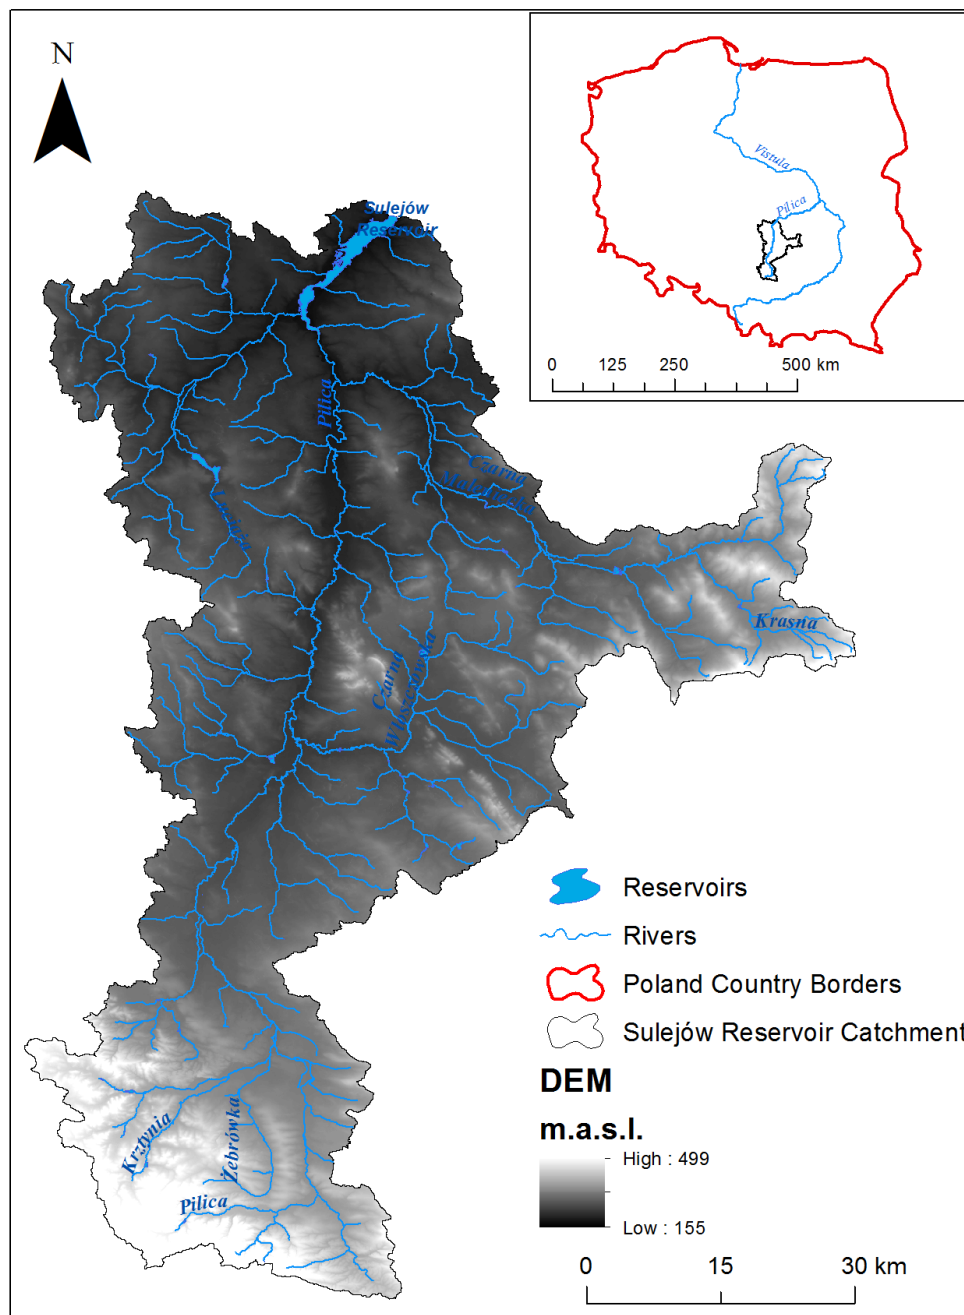 N
Vistula
Pilica
0 125 250 500 km
Sulejów
Reservoir
Pilica
Czarna
Maleniecka
Luciąża
Krasna
Czarna
Włoszczowska
Reservoirs
Rivers
Poland Country Borders
Sulejów Reservoir Catchment
DEM
m.a.s.l.
High : 499
Low : 155
Krztynia
Żebrówka
Pilica
0 15 30 km